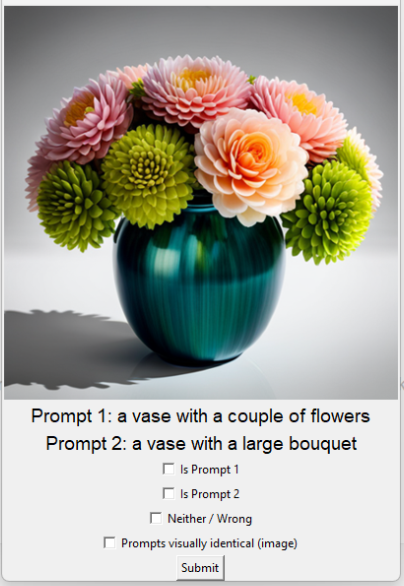 Prompt 1: a vase with a couple of flowers
Prompt 2: a vase with a large bouquet
Is Prompt 1
Is Prompt 2
Neither / Wrong
Prompts visually identical (image)
Submit